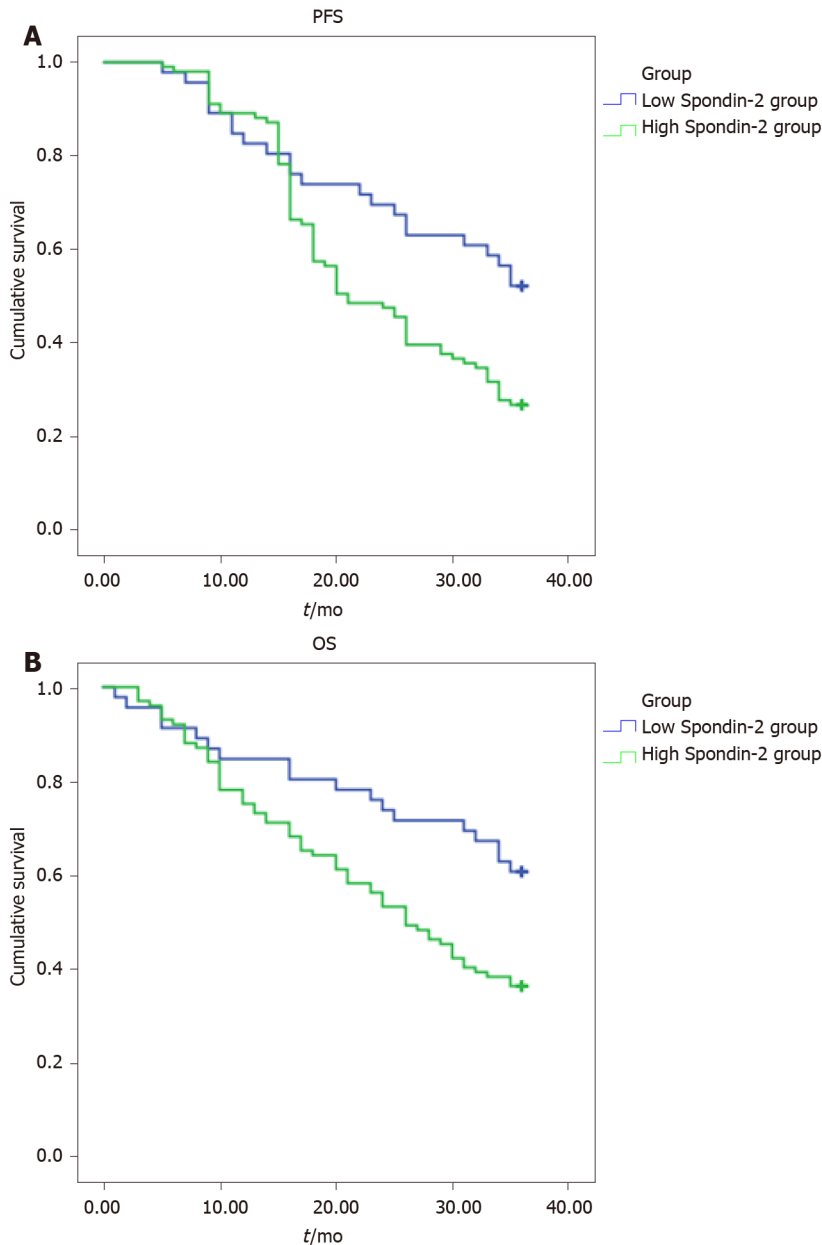 A
PFS
Group
Low Spondin-2 group
High Spondin-2 group
Cumulative survival
1.0
0.8
0.6
0.4
0.2
0.0
0.00 10.00 20.00 30.00 40.00
t/mo
B
OS
Group
Low Spondin-2 group
High Spondin-2 group
Cumulative survival
1.0
0.8
0.6
0.4
0.2
0.0
0.00 10.00 20.00 30.00 40.00
t/mo